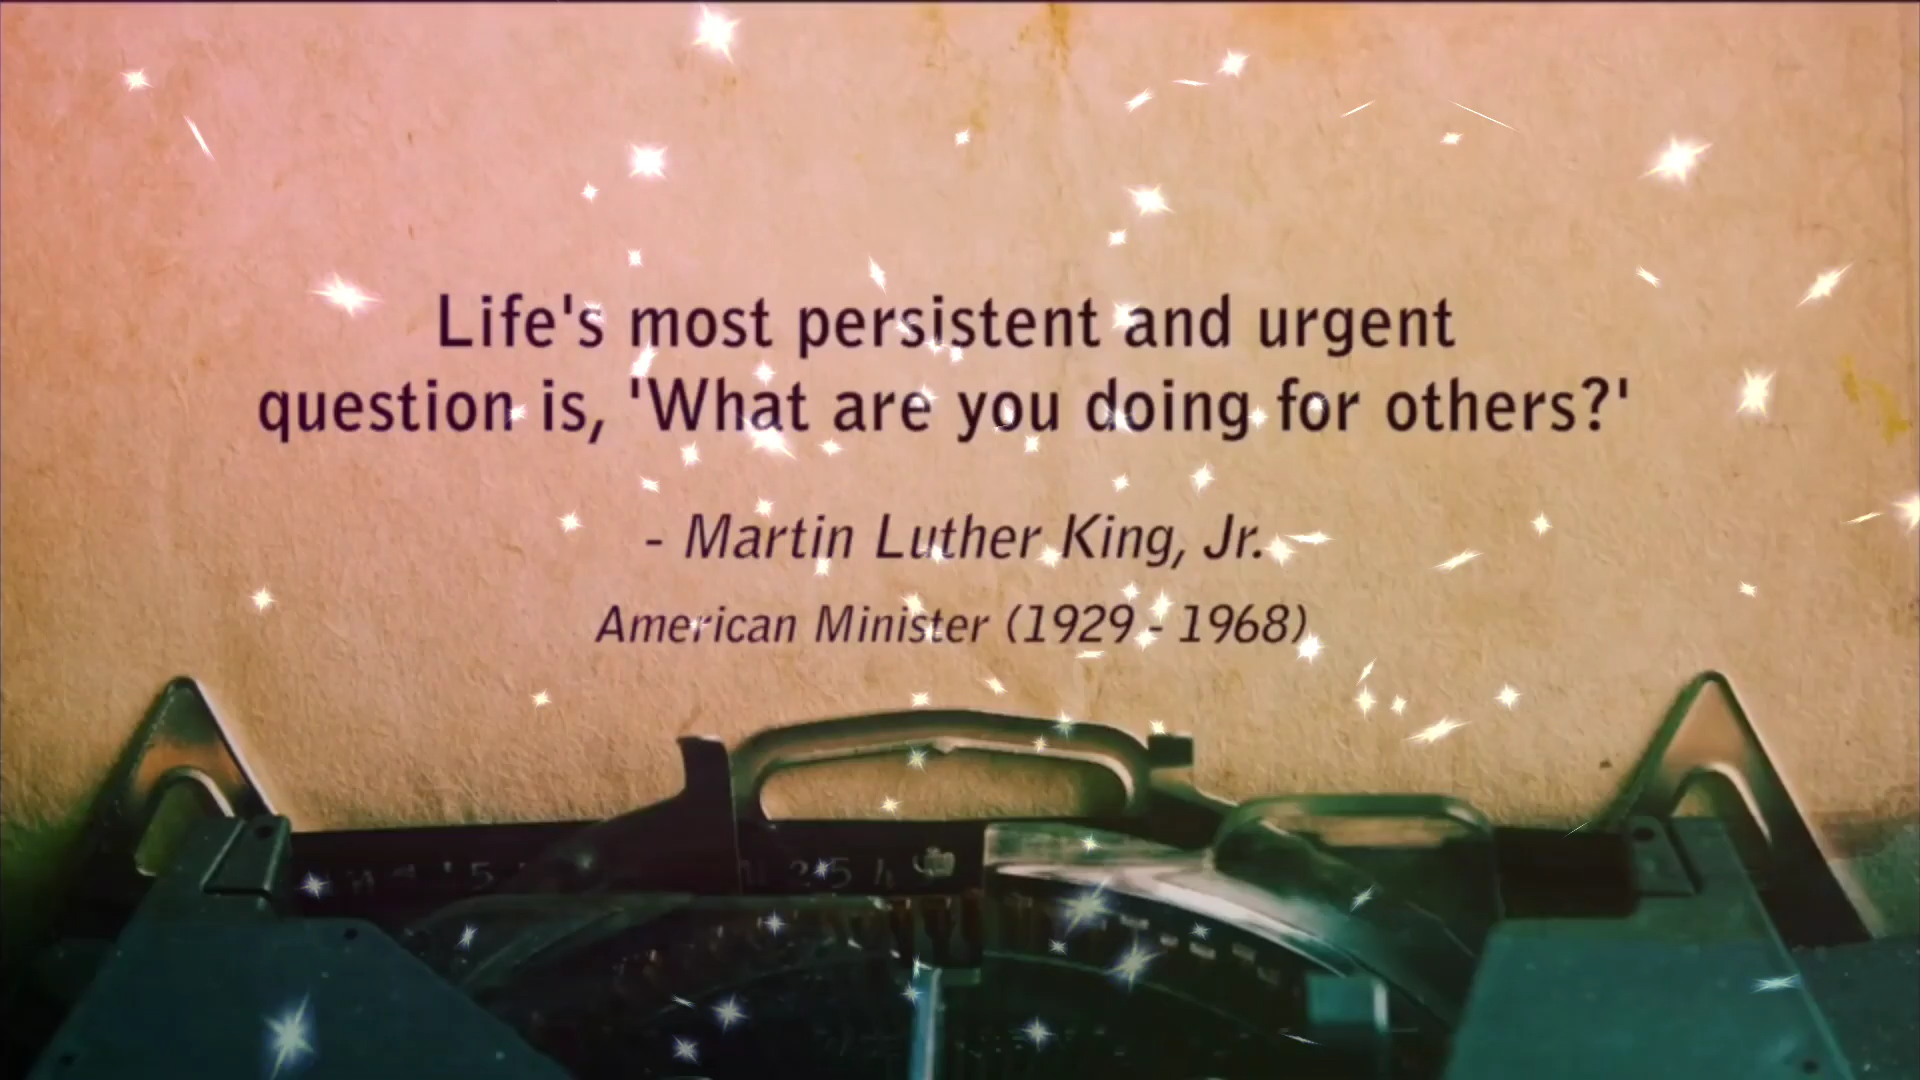 Life's most persistent and urgent
question is, 'What are you doing for others?'
- Martin Luther King, Jr.
American Minister (1929 - 1968)